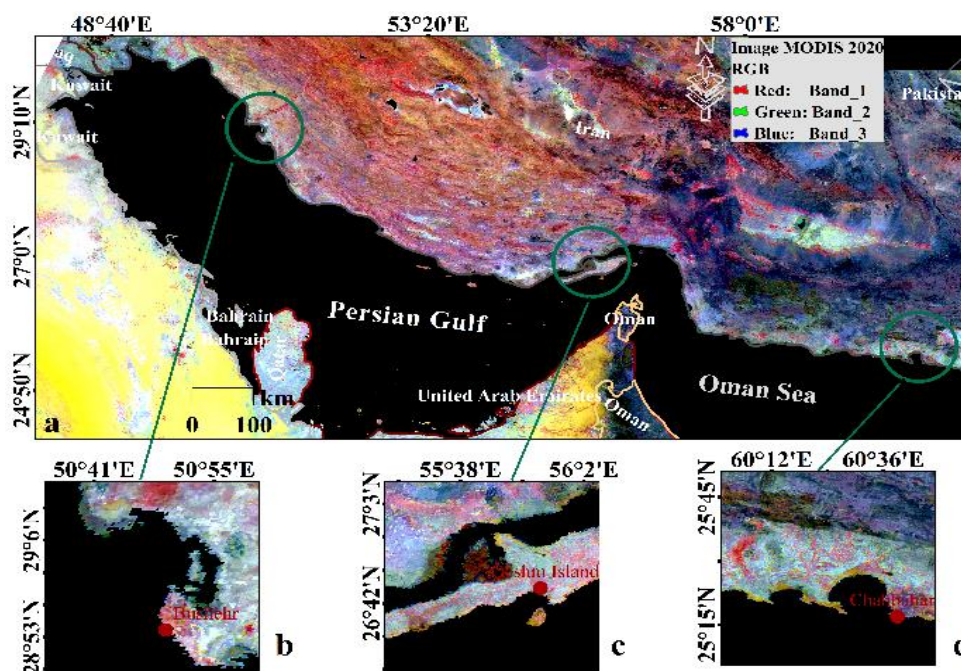 48°40'E 53°20'E 58°0'E
N
Image MODIS 2020
RGB
Red: Band_1
Green: Band_2
Blue: Band_3
Kuwait
Pakista
Iran
29°10'N
27°0'N
24°50'N
Bahrain
Bahrain
Persian Gulf
Oman
United Arab Emirates
Oman
Oman Sea
km
0 100
a
50°41'E 50°55'E
29°6'N
28°53'N
Bushehr
b
55°38'E 56°2'E
27°3'N
26°42'N
Island
c
60°12'E 60°36'E
25°45'N
25°15'N
Chahbahar